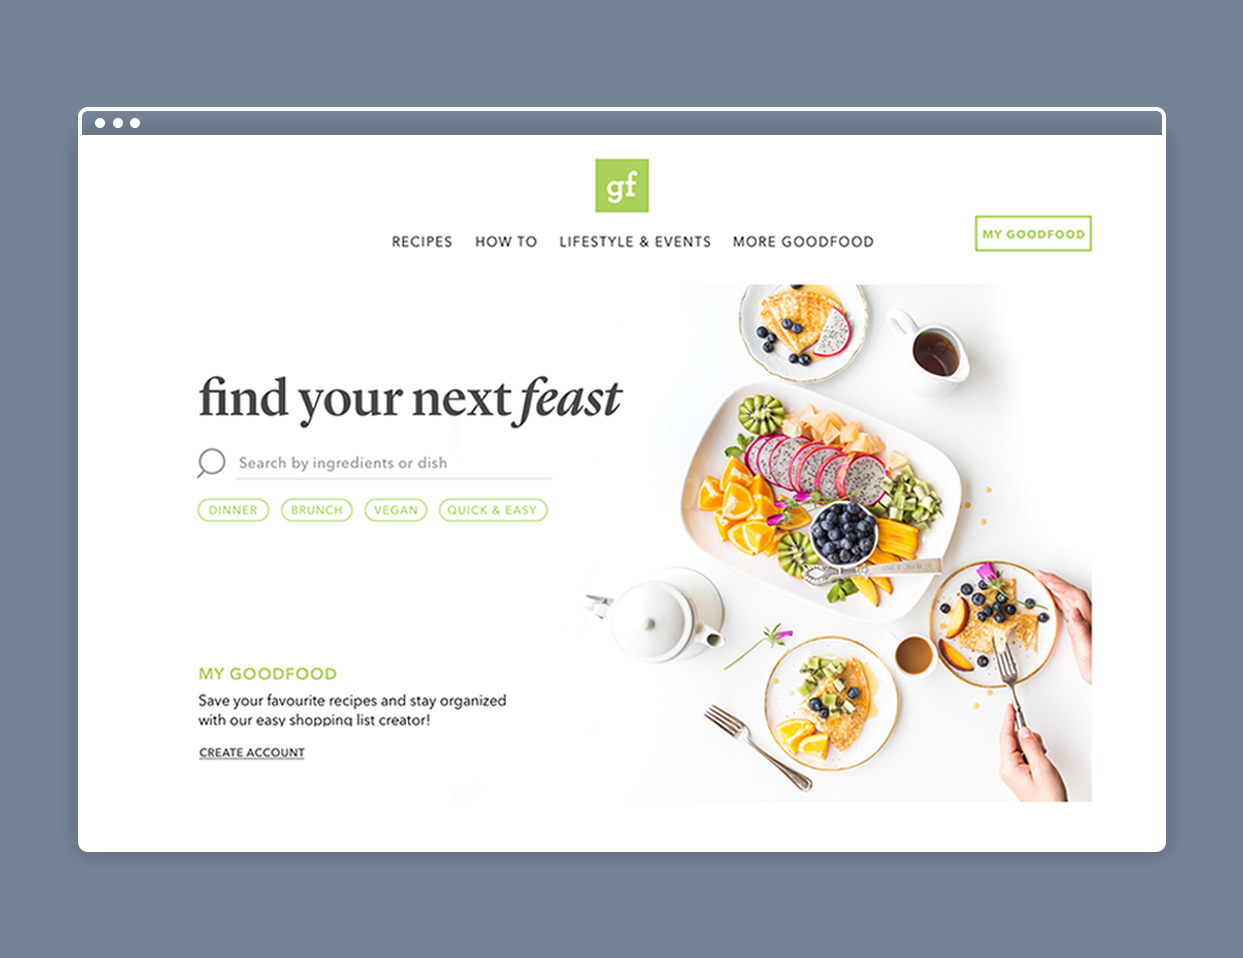 gf
RECIPES HOW TO LIFESTYLE & EVENTS MORE GOODFOOD
MY GOODFOOD
find your next feast
Search by ingredients or dish
DINNER BRUNCH VEGAN QUICK & EASY
MY GOODFOOD
Save your favourite recipes and stay organized
with our easy shopping list creator!
CREATE ACCOUNT